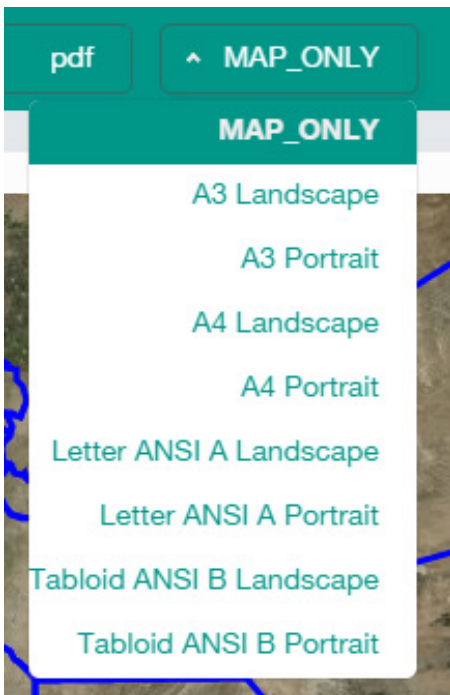 pdf
MAP_ONLY
MAP_ONLY
A3 Landscape
A3 Portrait
A4 Landscape
A4 Portrait
Letter ANSI A Landscape
Letter ANSI A Portrait
Tabloid ANSI B Landscape
Tabloid ANSI B Portrait